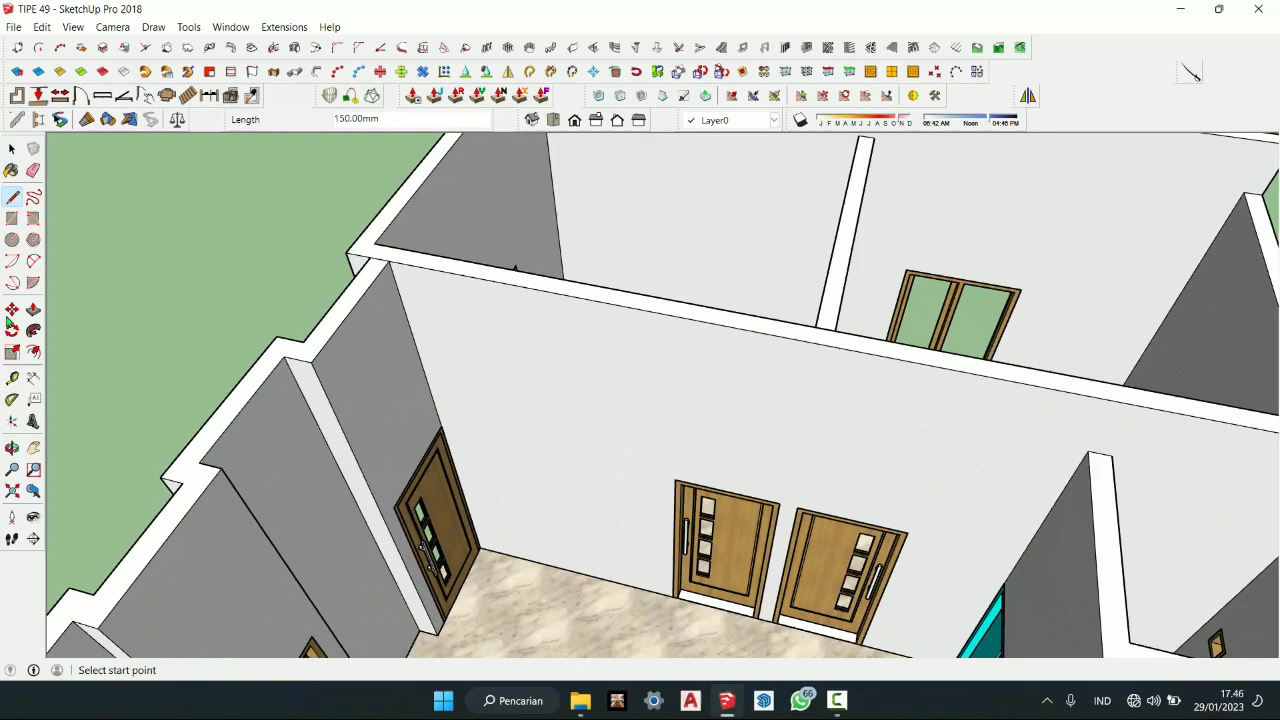 TIPE 49 - SketchUp Pro 2018
File Edit View Camera Draw Tools Window Extensions Help
Length 150.00mm ✓ Layer0 J F M A M J J A S O N D 06:42 AM Noon 04:46 PM
Select start point
Pencarian 66 IND 17.46
29/01/2023